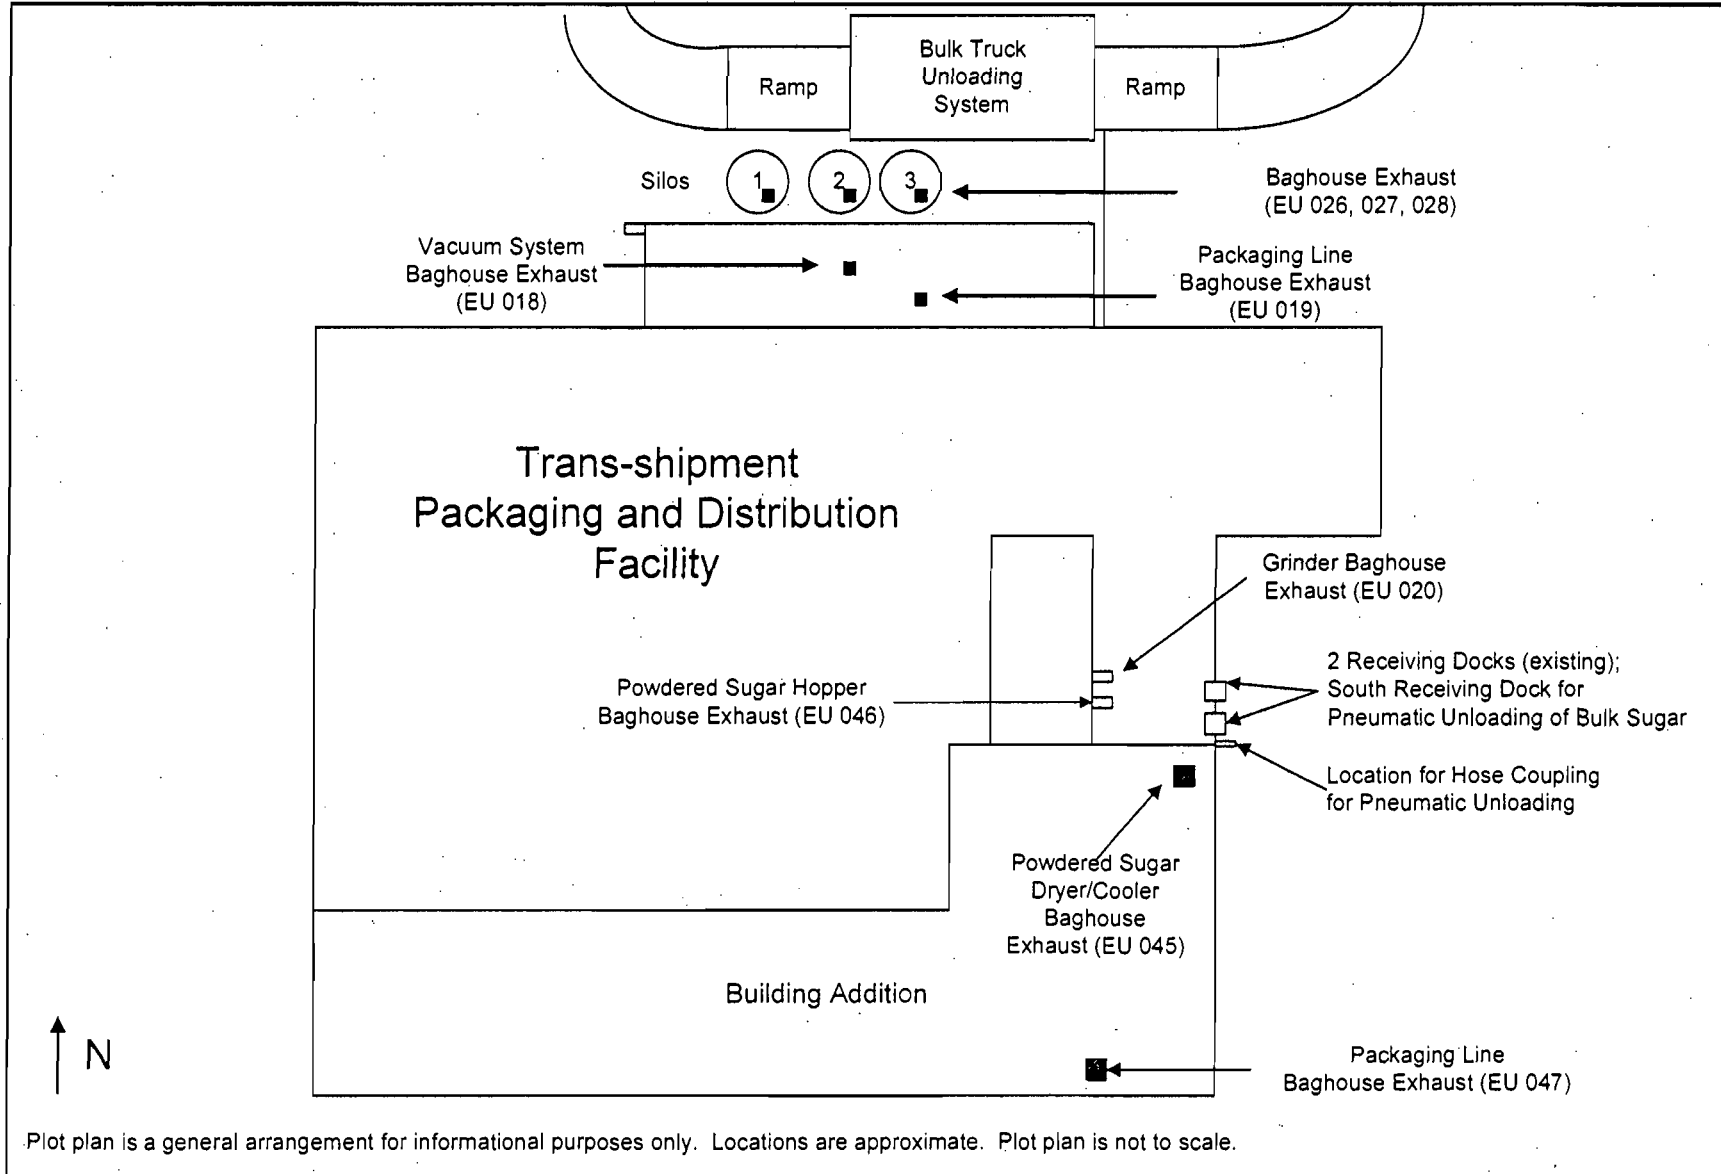 Bulk Truck
Unloading
System
Ramp
Ramp
Silos
1
2
3
Baghouse Exhaust
(EU 026, 027, 028)
Vacuum System
Baghouse Exhaust
(EU 018)
Packaging Line
Baghouse Exhaust
(EU 019)
Trans-shipment
Packaging and Distribution
Facility
Grinder Baghouse
Exhaust (EU 020)
2 Receiving Docks (existing);
South Receiving Dock for
Pneumatic Unloading of Bulk Sugar
Powdered Sugar Hopper
Baghouse Exhaust (EU 046)
Location for Hose Coupling
for Pneumatic Unloading
Powdered Sugar
Dryer/Cooler
Baghouse
Exhaust (EU 045)
Building Addition
N
Packaging Line
Baghouse Exhaust (EU 047)
Plot plan is a general arrangement for informational purposes only. Locations are approximate. Plot plan is not to scale.